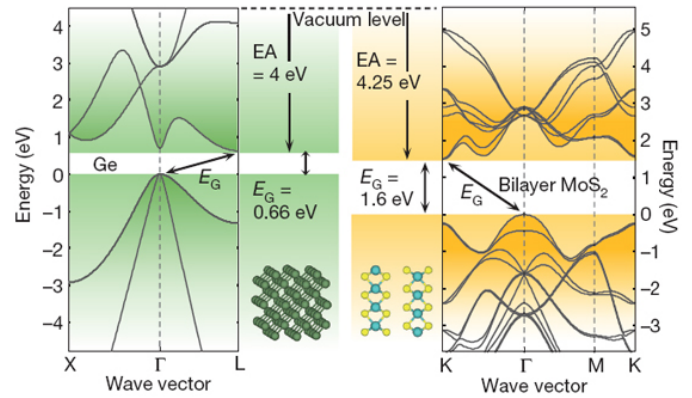 Vacuum level
4
3
2
1
0
−1
−2
−3
−4
Energy (eV)
Ge
E_G
X
Γ
L
Wave vector
EA
= 4 eV
E_G =
0.66 eV
EA =
4.25 eV
E_G =
1.6 eV
E_G
Bilayer MoS₂
5
4
3
2
1
0
−1
−2
−3
Energy (eV)
K
Γ
M
K
Wave vector